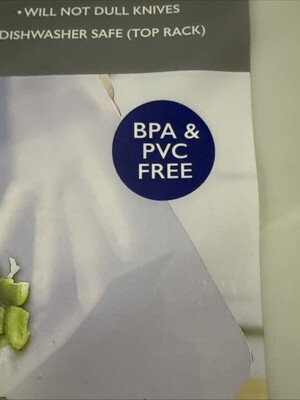 • WILL NOT DULL KNIVES
DISHWASHER SAFE (TOP RACK)
BPA &
PVC
FREE